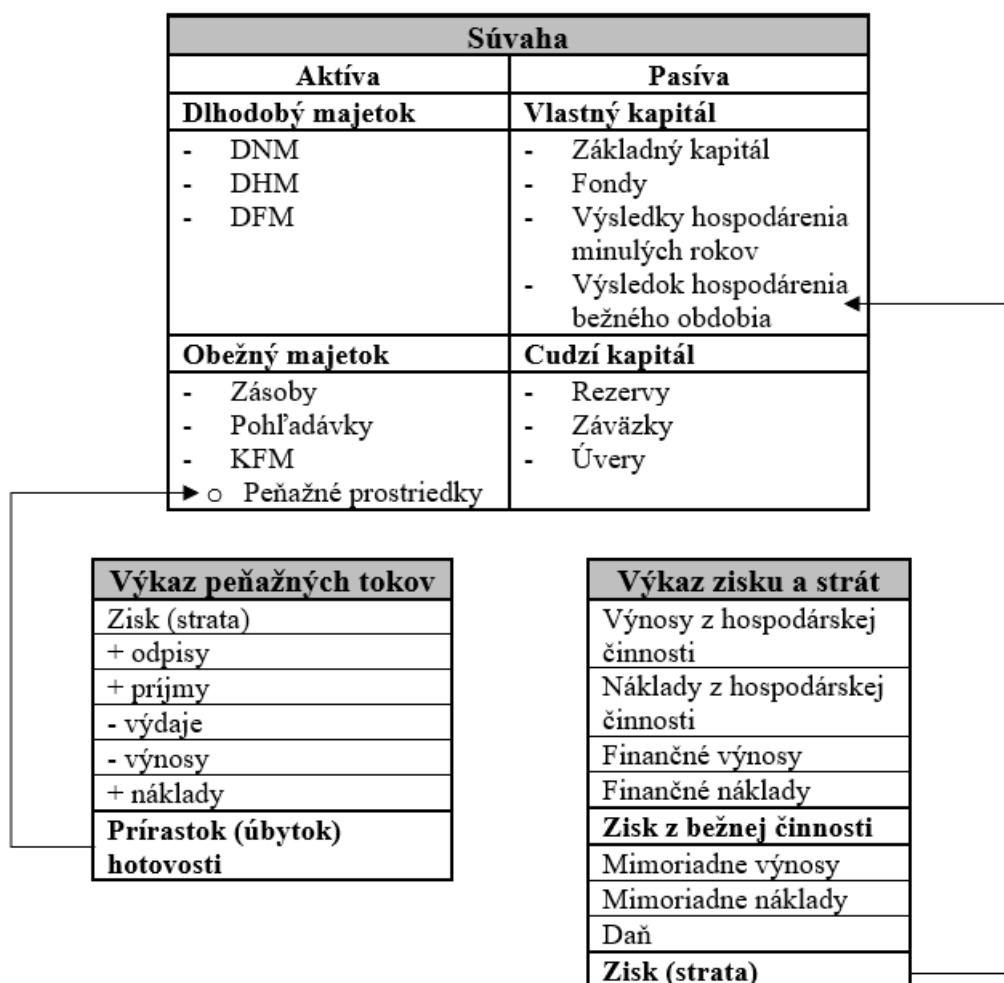 Súvaha
Aktíva
Pasíva
Dlhodobý majetok
- DNM
- DHM
- DFM
Vlastný kapitál
- Základný kapitál
- Fondy
- Výsledky hospodárenia
minulých rokov
- Výsledok hospodárenia
bežného obdobia
Obežný majetok
- Zásoby
- Pohľadávky
- KFM
o Peňažné prostriedky
Cudzí kapitál
- Rezervy
- Záväzky
- Úvery
Výkaz peňažných tokov
Zisk (strata)
+ odpisy
+ príjmy
- výdaje
- výnosy
+ náklady
Prírastok (úbytok)
hotovosti
Výkaz zisku a strát
Výnosy z hospodárskej
činnosti
Náklady z hospodárskej
činnosti
Finančné výnosy
Finančné náklady
Zisk z bežnej činnosti
Mimoriadne výnosy
Mimoriadne náklady
Daň
Zisk (strata)